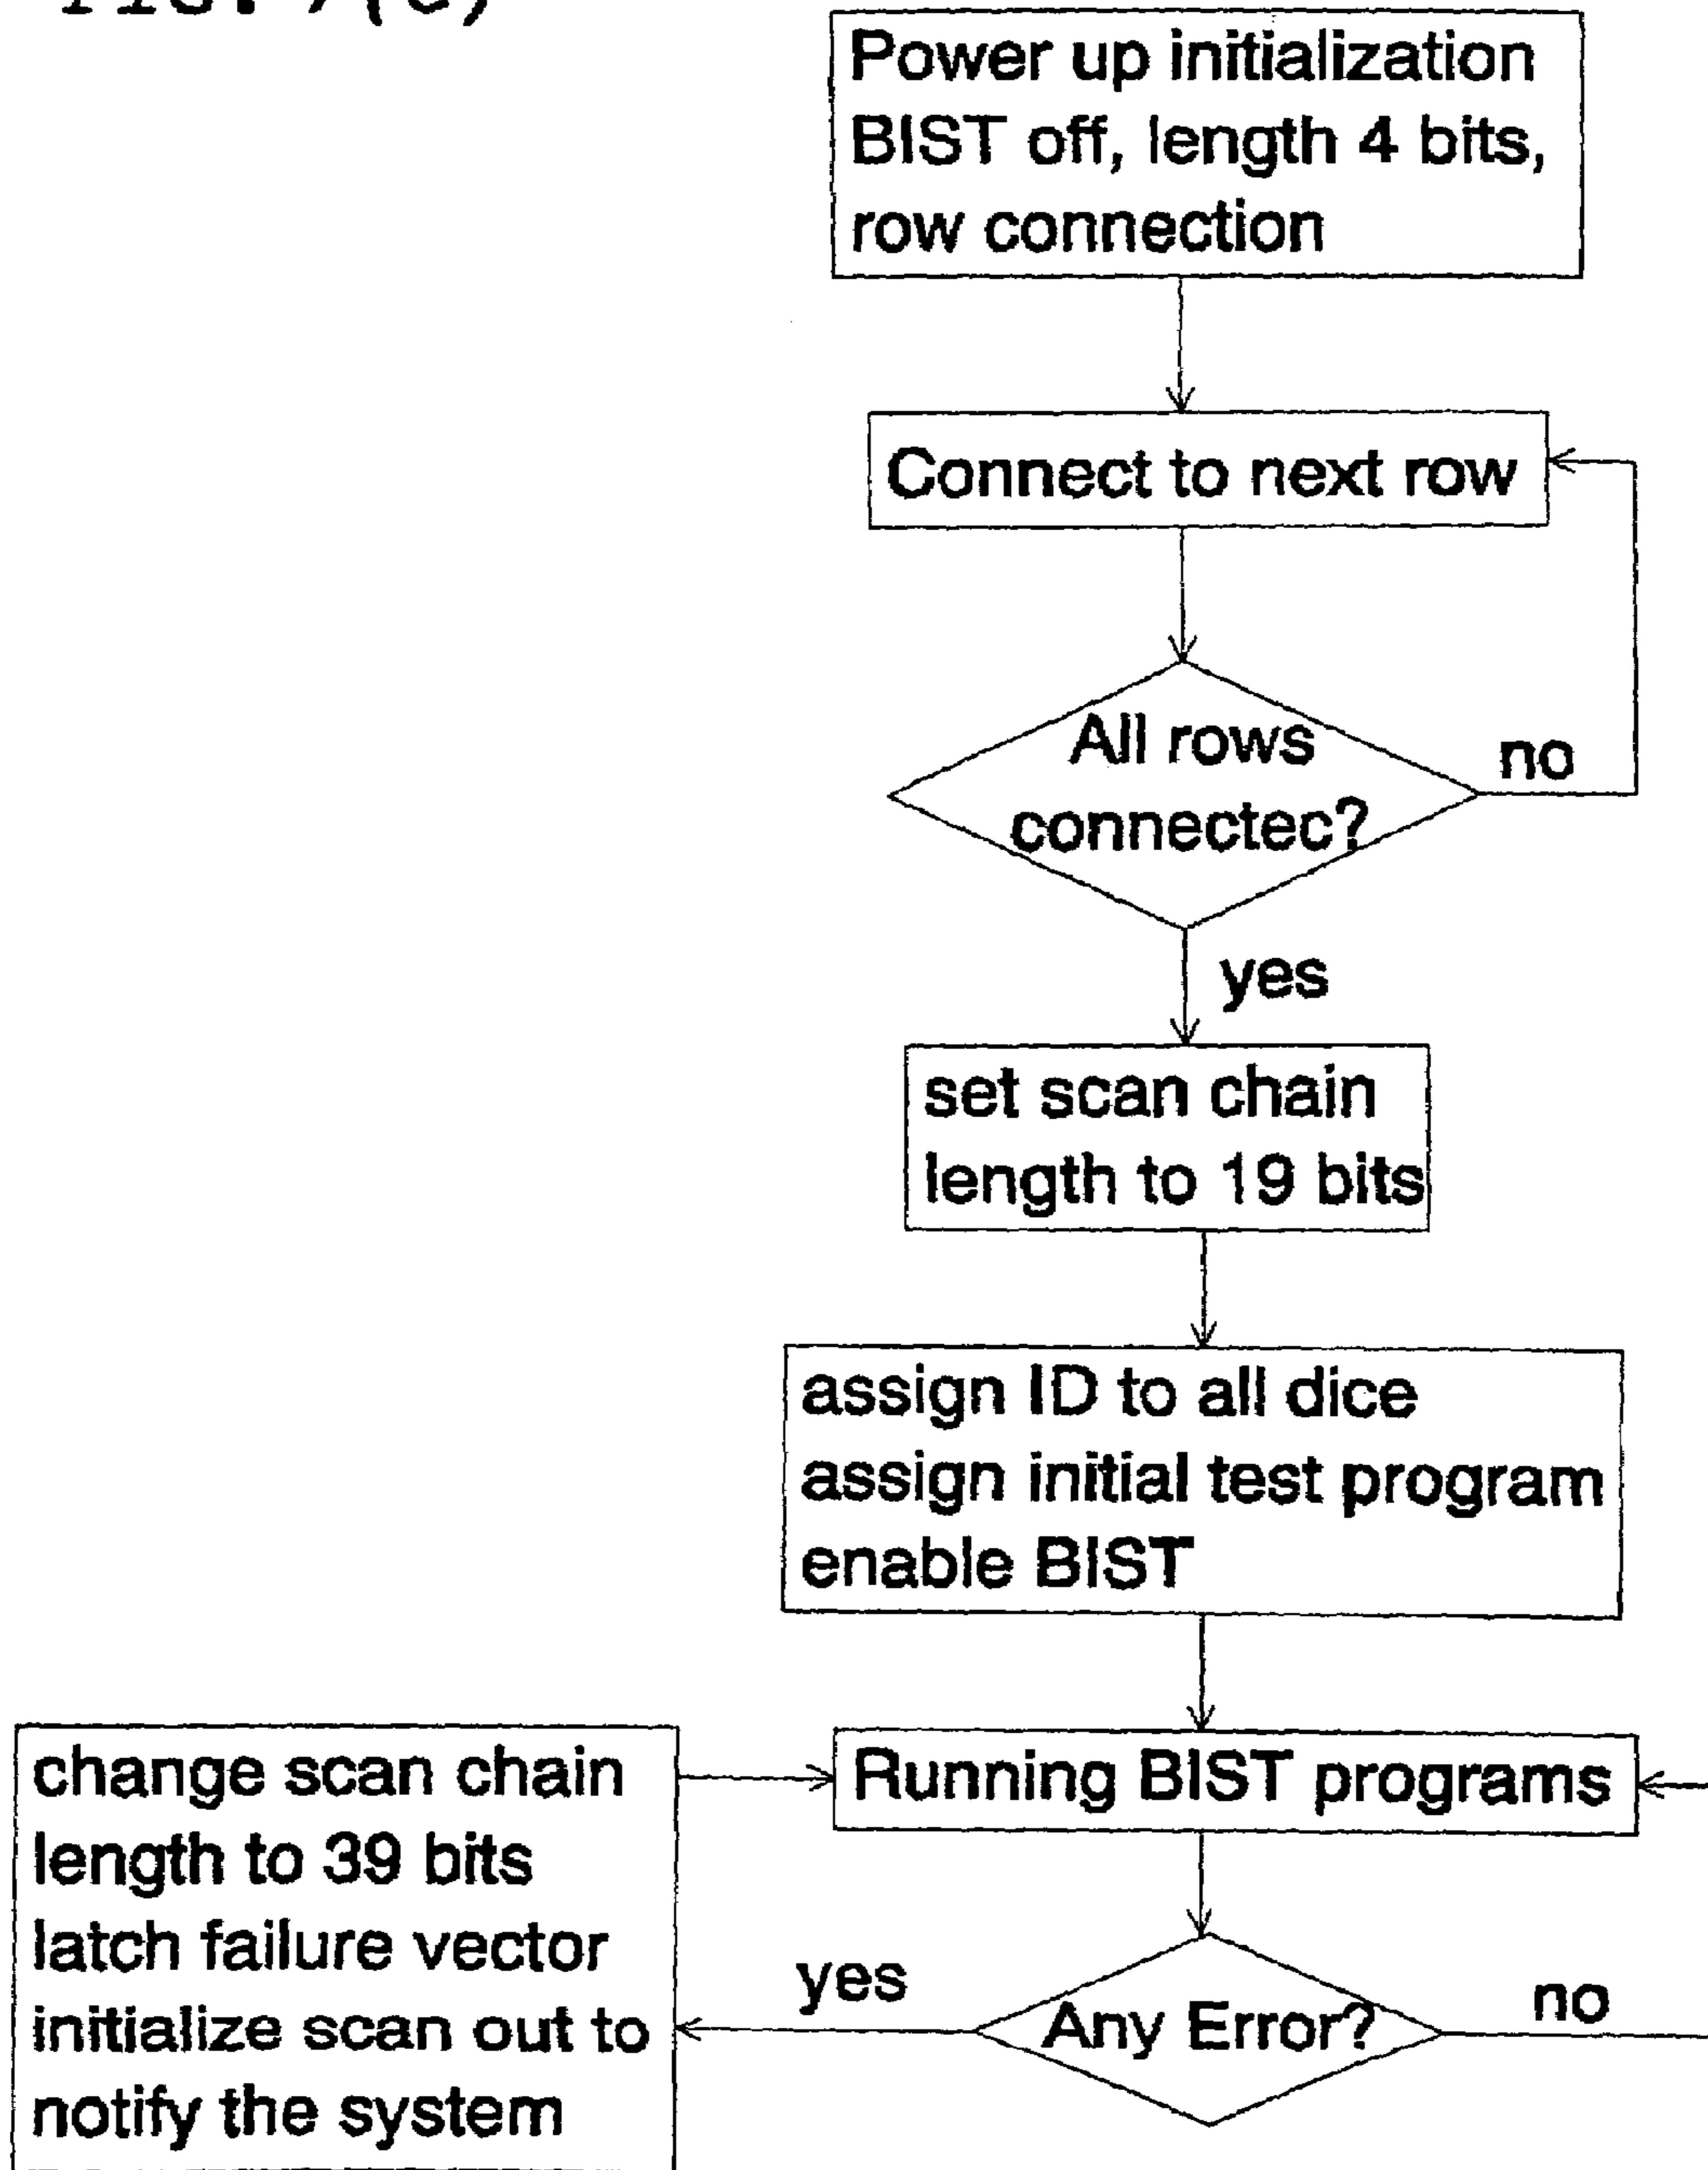 Power up initialization
BIST off, length 4 bits,
row connection
Connect to next row
All rows
connectec?
no
yes
set scan chain
length to 19 bits
assign ID to all dice
assign initial test program
enable BIST
Running BIST programs
change scan chain
length to 39 bits
latch failure vector
initialize scan out to
notify the system
yes
Any Error?
no